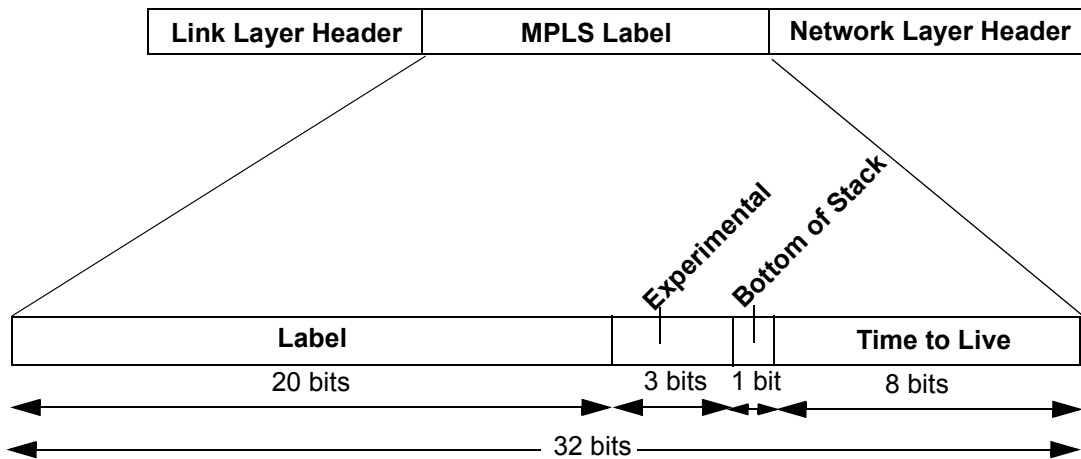 Link Layer Header
MPLS Label
Network Layer Header
Experimental
Bottom of Stack
Label
Time to Live
20 bits
3 bits
1 bit
8 bits
32 bits